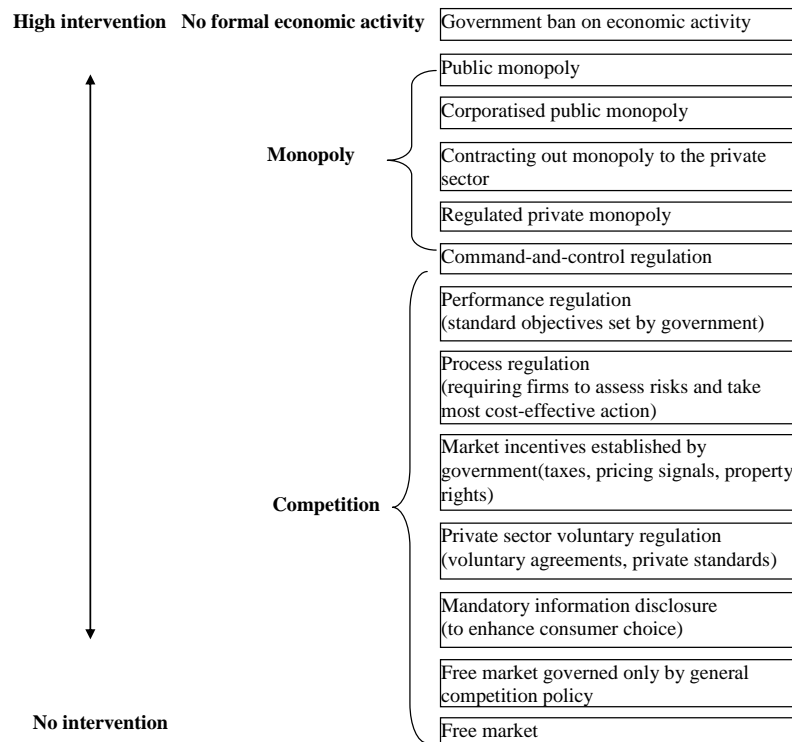 High intervention No formal economic activity Government ban on economic activity
Public monopoly
Corporatised public monopoly
Monopoly
Contracting out monopoly to the private
sector
Regulated private monopoly
Command-and-control regulation
Performance regulation
(standard objectives set by government)
Process regulation
(requiring firms to assess risks and take
most cost-effective action)
Market incentives established by
government(taxes, pricing signals, property
rights)
Competition
Private sector voluntary regulation
(voluntary agreements, private standards)
Mandatory information disclosure
(to enhance consumer choice)
Free market governed only by general
competition policy
No intervention
Free market